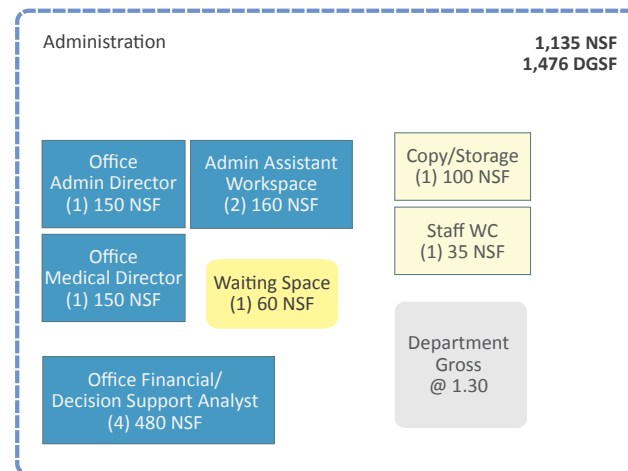 Administration
1,135 NSF
1,476 DGSF
Office
Admin Director
(1) 150 NSF
Admin Assistant
Workspace
(2) 160 NSF
Copy/Storage
(1) 100 NSF
Staff WC
(1) 35 NSF
Office
Medical Director
(1) 150 NSF
Waiting Space
(1) 60 NSF
Department
Gross
@ 1.30
Office Financial/
Decision Support Analyst
(4) 480 NSF